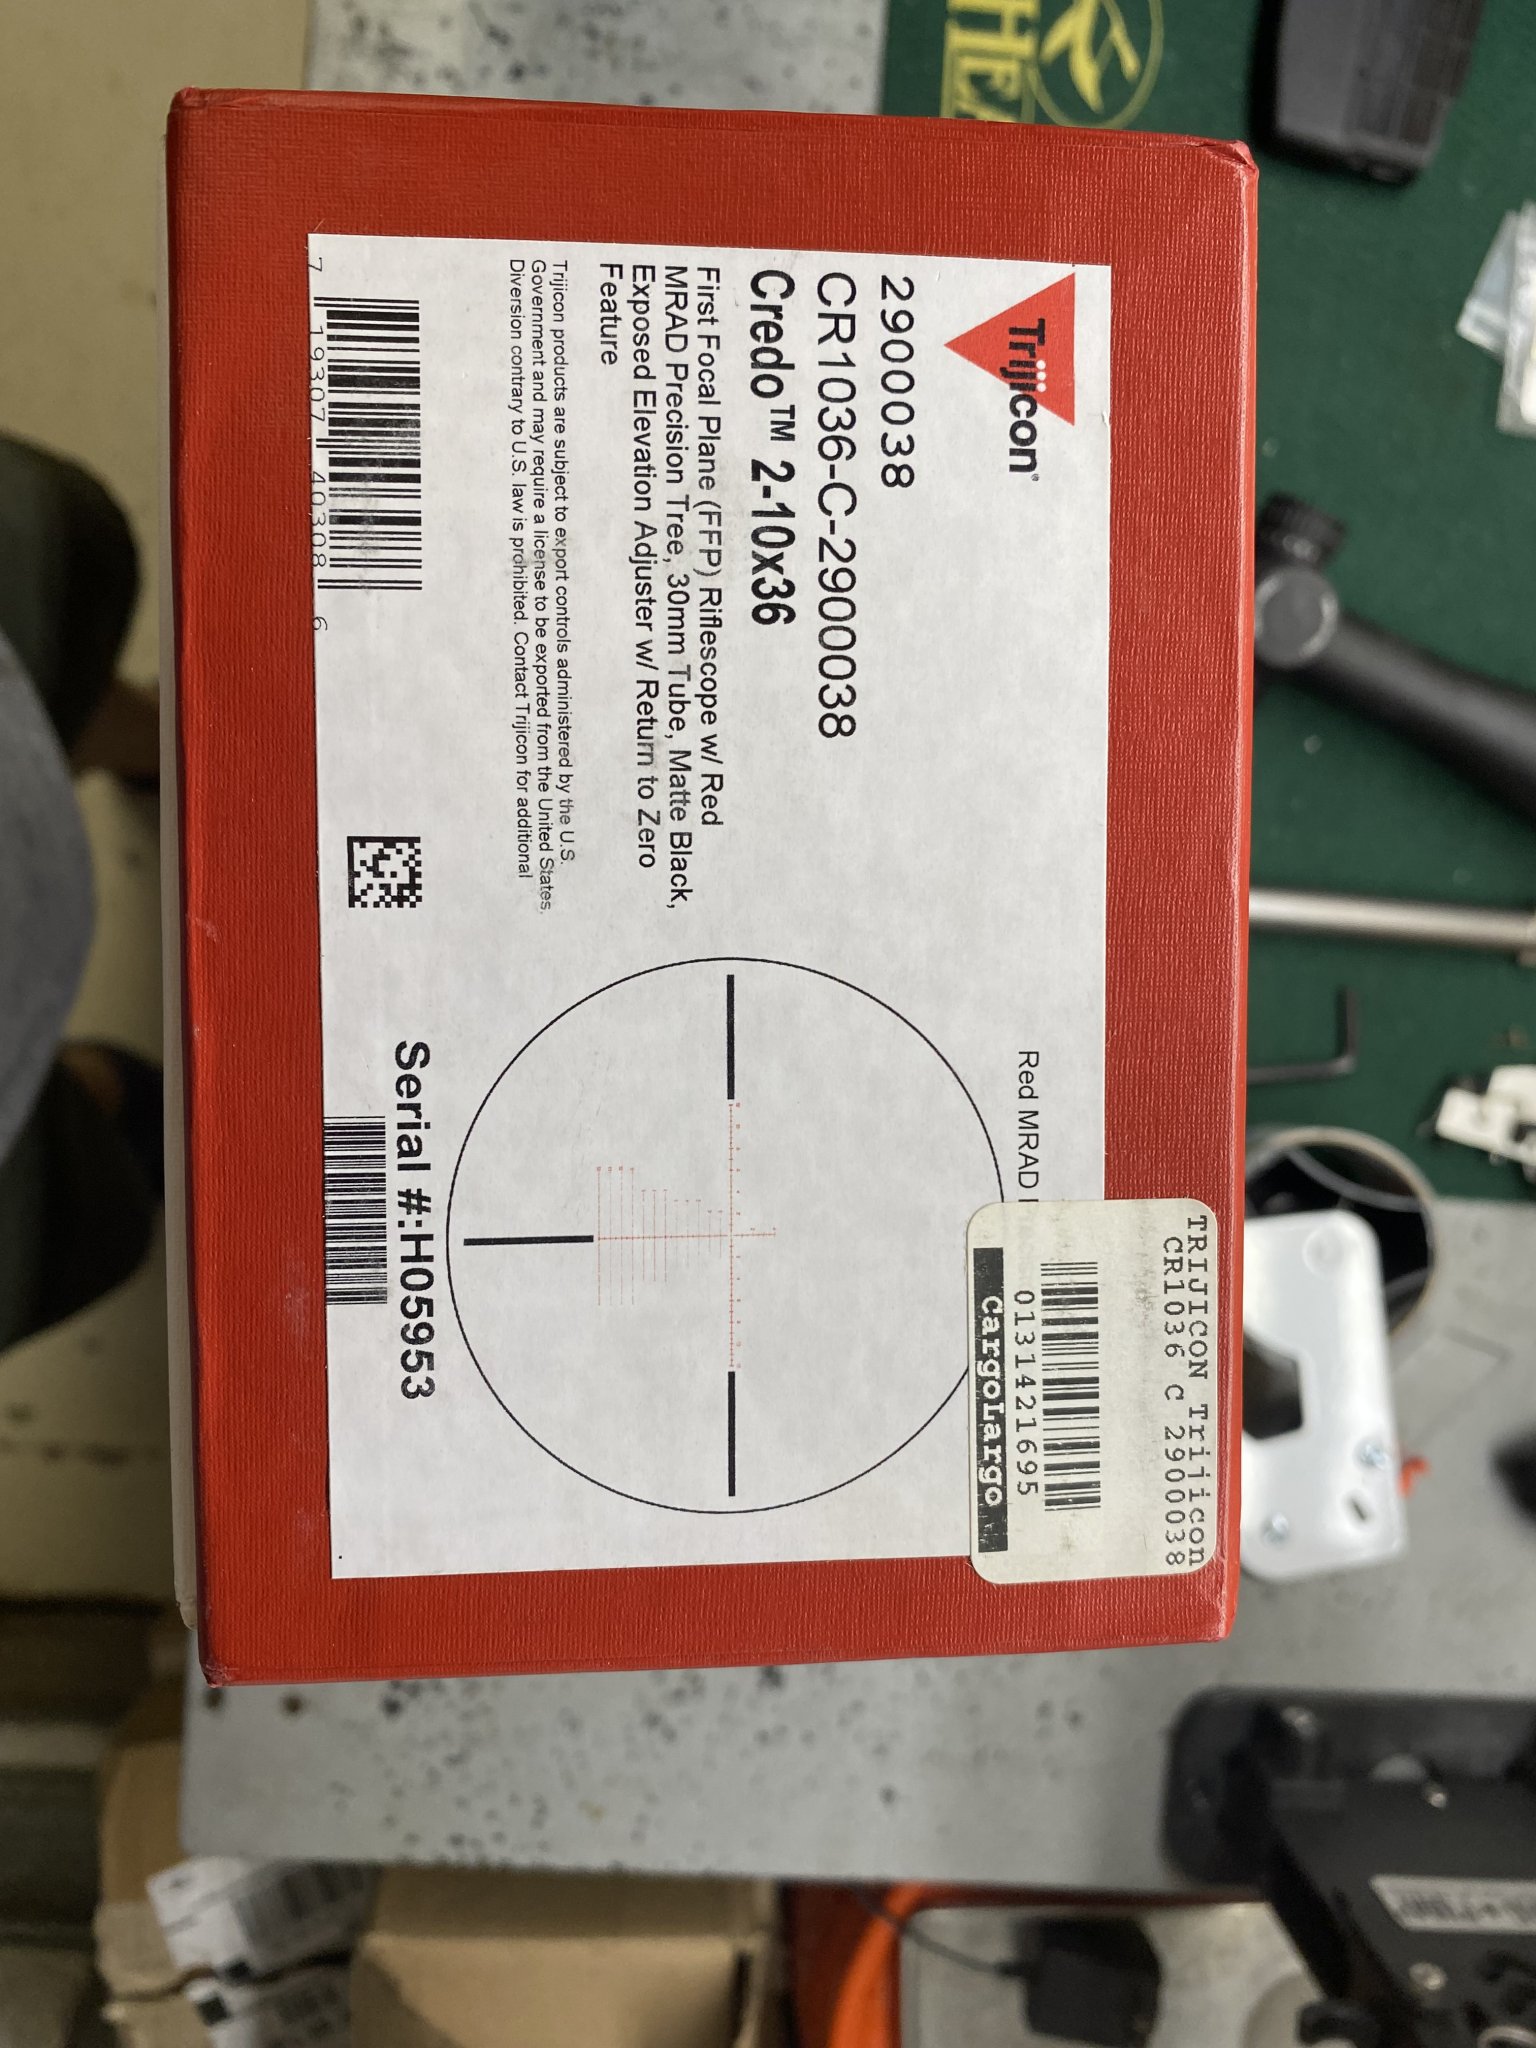 Trijicon®
2900038
CR1036-C-2900038
Credo™ 2-10x36
First Focal Plane (FFP) Riflescope w/ Red
MRAD Precision Tree, 30mm Tube, Matte Black,
Exposed Elevation Adjuster w/ Return to Zero
Feature
Trijicon products are subject to export controls administered by the U.S.
Government and may require a license to be exported from the United States.
Diversion contrary to U.S. law is prohibited. Contact Trijicon for additional
7 19307 40308 6
Red MRAD
Serial #:H05953
TRIJICON Trijicon
CR1036 C 2900038
0131421695
CargoLargo